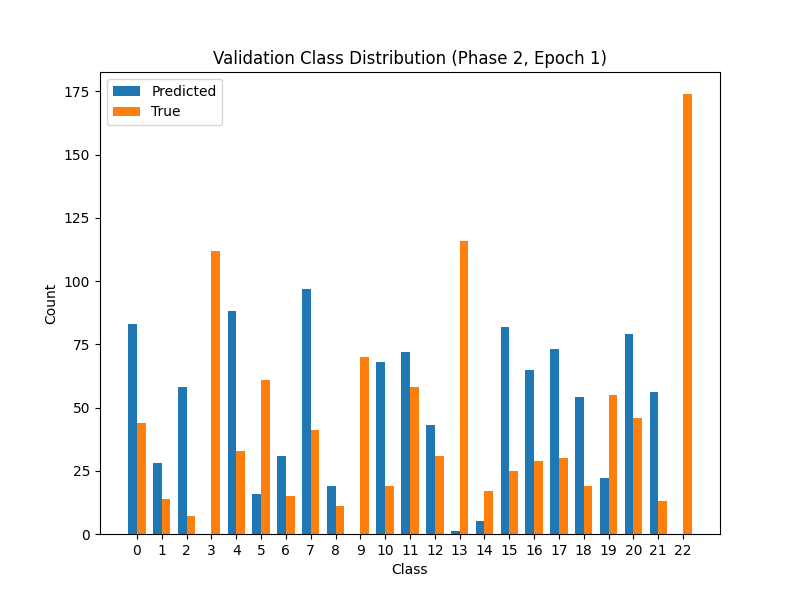 Validation Class Distribution (Phase 2, Epoch 1)
Predicted
True
175
150
125
100
75
50
25
0
Count
0 1 2 3 4 5 6 7 8 9 10 11 12 13 14 15 16 17 18 19 20 21 22
Class